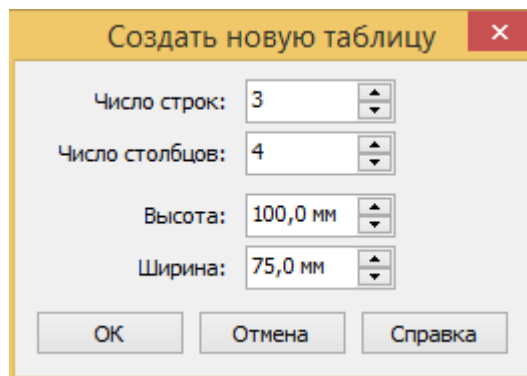 Создать новую таблицу
Число строк: 3
Число столбцов: 4
Высота: 100,0 мм
Ширина: 75,0 мм
ОК Отмена Справка